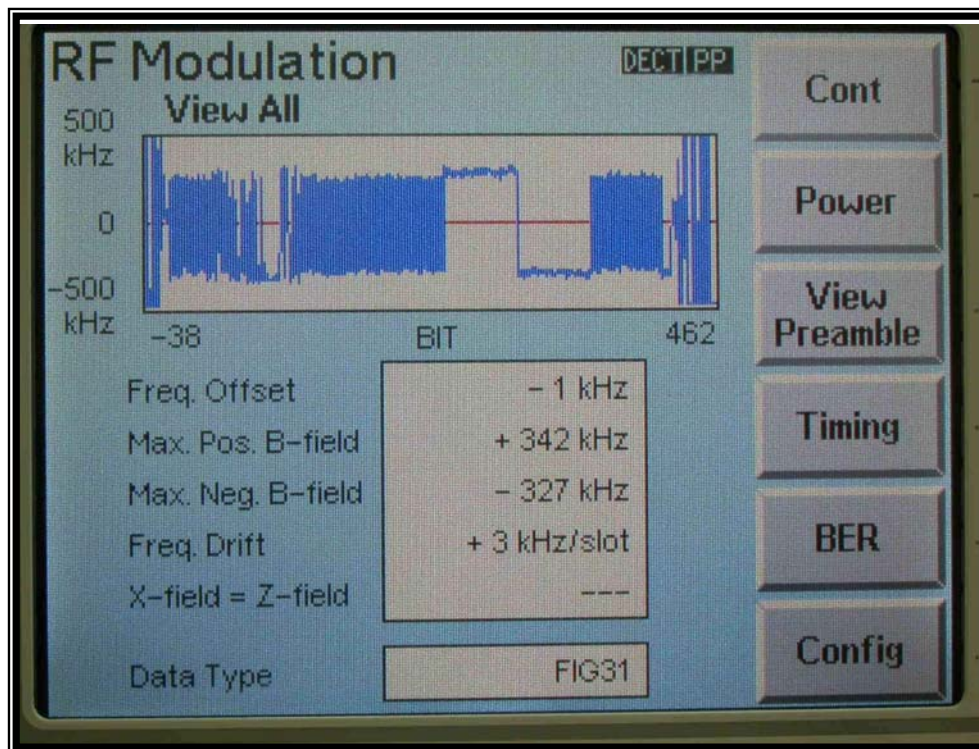 RF Modulation
DECT PP
View All
500
kHz
0
-500
kHz
-38
BIT
462
Freq. Offset
- 1 kHz
Max. Pos. B-field
+ 342 kHz
Max. Neg. B-field
- 327 kHz
Freq. Drift
+ 3 kHz/slot
X-field = Z-field
---
Data Type
FIG31
Cont
Power
View
Preamble
Timing
BER
Config